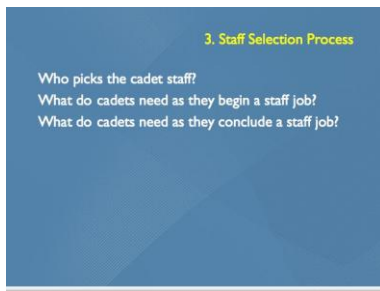 3. Staff Selection Process
Who picks the cadet staff?
What do cadets need as they begin a staff job?
What do cadets need as they conclude a staff job?